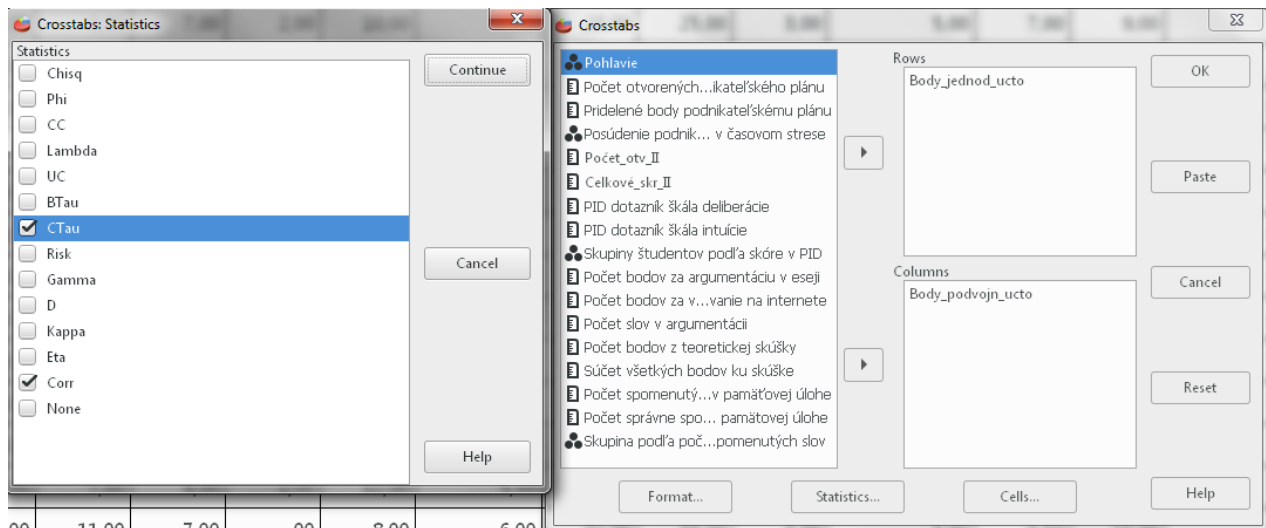 Crosstabs: Statistics
Statistics
Chisq
Phi
CC
Lambda
UC
BTau
CTau
Risk
Gamma
D
Kappa
Eta
Corr
None
Continue
Cancel
Help
Crosstabs
Pohlavie
Počet otvorených...ikateľského plánu
Pridelené body podnikateľskému plánu
Posúdenie podnik... v časovom strese
Počet_otv_II
Celkové_skr_II
PID dotazník škála deliberácie
PID dotazník škála intuície
Skupiny študentov podľa skóre v PID
Počet bodov za argumentáciu v eseji
Počet bodov za v...vanie na internete
Počet slov v argumentácii
Počet bodov z teoretickej skúšky
Súčet všetkých bodov ku skúške
Počet spomenutý...v pamäťovej úlohe
Počet správne spo... pamätovej úlohe
Skupina podľa poč...pomenutých slov
Rows
Body_jednod_ucto
Columns
Body_podvojn_ucto
OK
Paste
Cancel
Reset
Help
Format...
Statistics...
Cells...